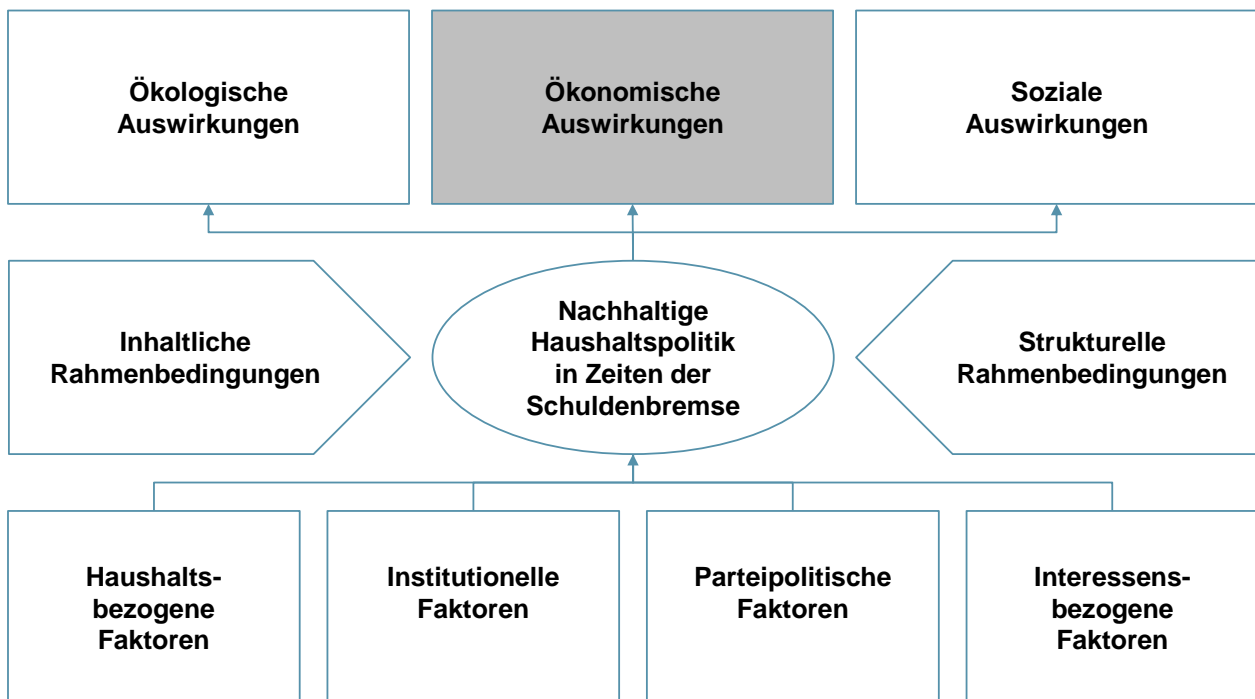 Ökologische
Auswirkungen
Ökonomische
Auswirkungen
Soziale
Auswirkungen
Inhaltliche
Rahmenbedingungen
Nachhaltige
Haushaltspolitik
in Zeiten der
Schuldenbremse
Strukturelle
Rahmenbedingungen
Haushalts-
bezogene
Faktoren
Institutionelle
Faktoren
Parteipolitische
Faktoren
Interessens-
bezogene
Faktoren